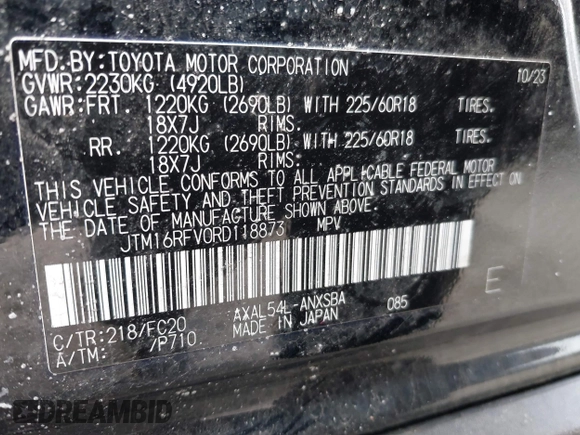 MFD. BY: TOYOTA MOTOR CORPORATION 10/23
GVWR: 2230KG (4920LB)
GAWR: FRT 1220KG (2690LB) WITH 225/60R18 TIRES.
18X7J RIMS.
RR. 1220KG (2690LB) WITH 225/60R18 TIRES.
18X7J RIMS.
THIS VEHICLE CONFORMS TO ALL APPLICABLE FEDERAL MOTOR
VEHICLE SAFETY AND THEFT PREVENTION STANDARDS IN EFFECT ON
THE DATE OF MANUFACTURE SHOWN ABOVE.
JTM16RFV0RD118873 MPV
E
AXAL54L-ANXSBA 085
C/TR: 218/FC20 MADE IN JAPAN
A/TM: /P710
DREAMBID